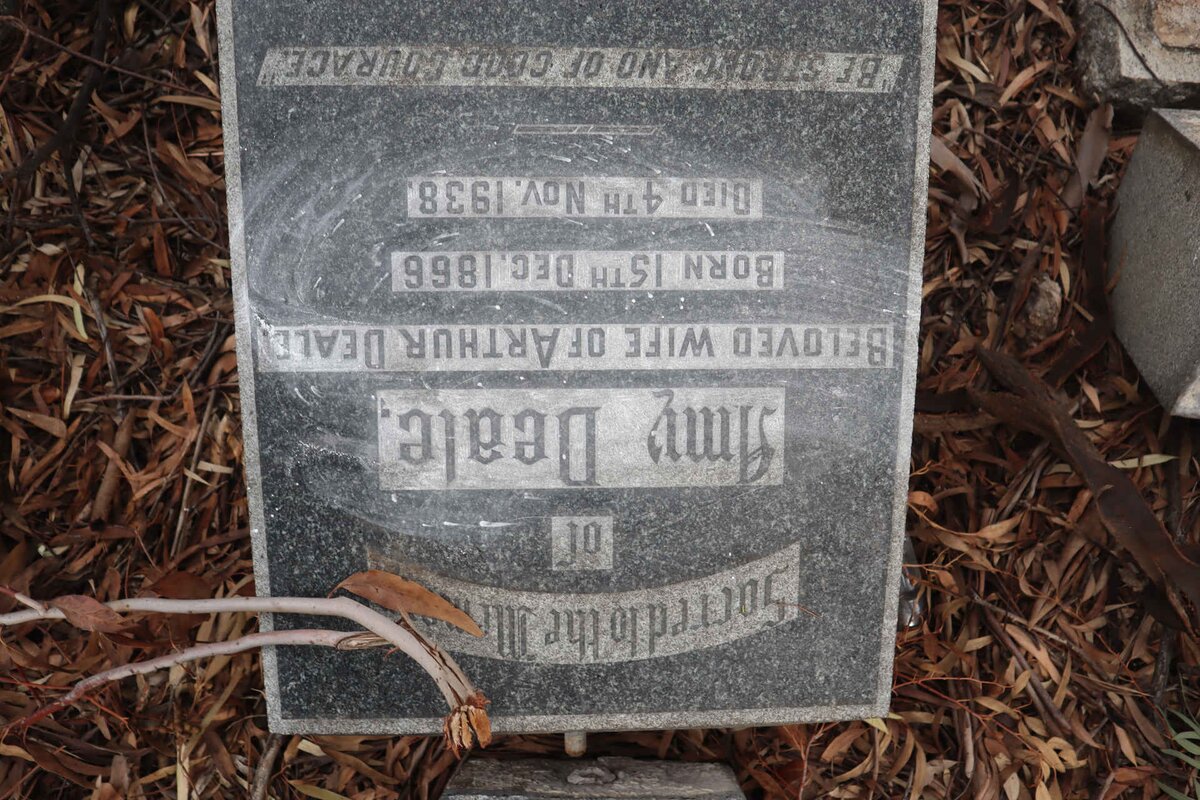 Sacred to the
of
Amy Deale.
BELOVED WIFE OF ARTHUR DEALE
BORN 15TH DEC. 1866
DIED 4TH NOV. 1938.
"BE STRONG AND OF GOOD COURAGE"